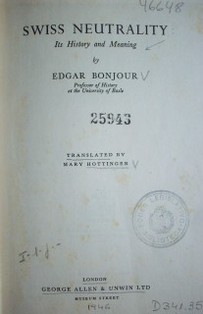 46648
SWISS NEUTRALITY
Its History and Meaning
by
EDGAR BONJOUR
Professor of History
at the University of Basle
25943
TRANSLATED BY
MARY HOTTINGER
LONDON
GEORGE ALLEN & UNWIN LTD
MUSEUM STREET
1946
D341.35